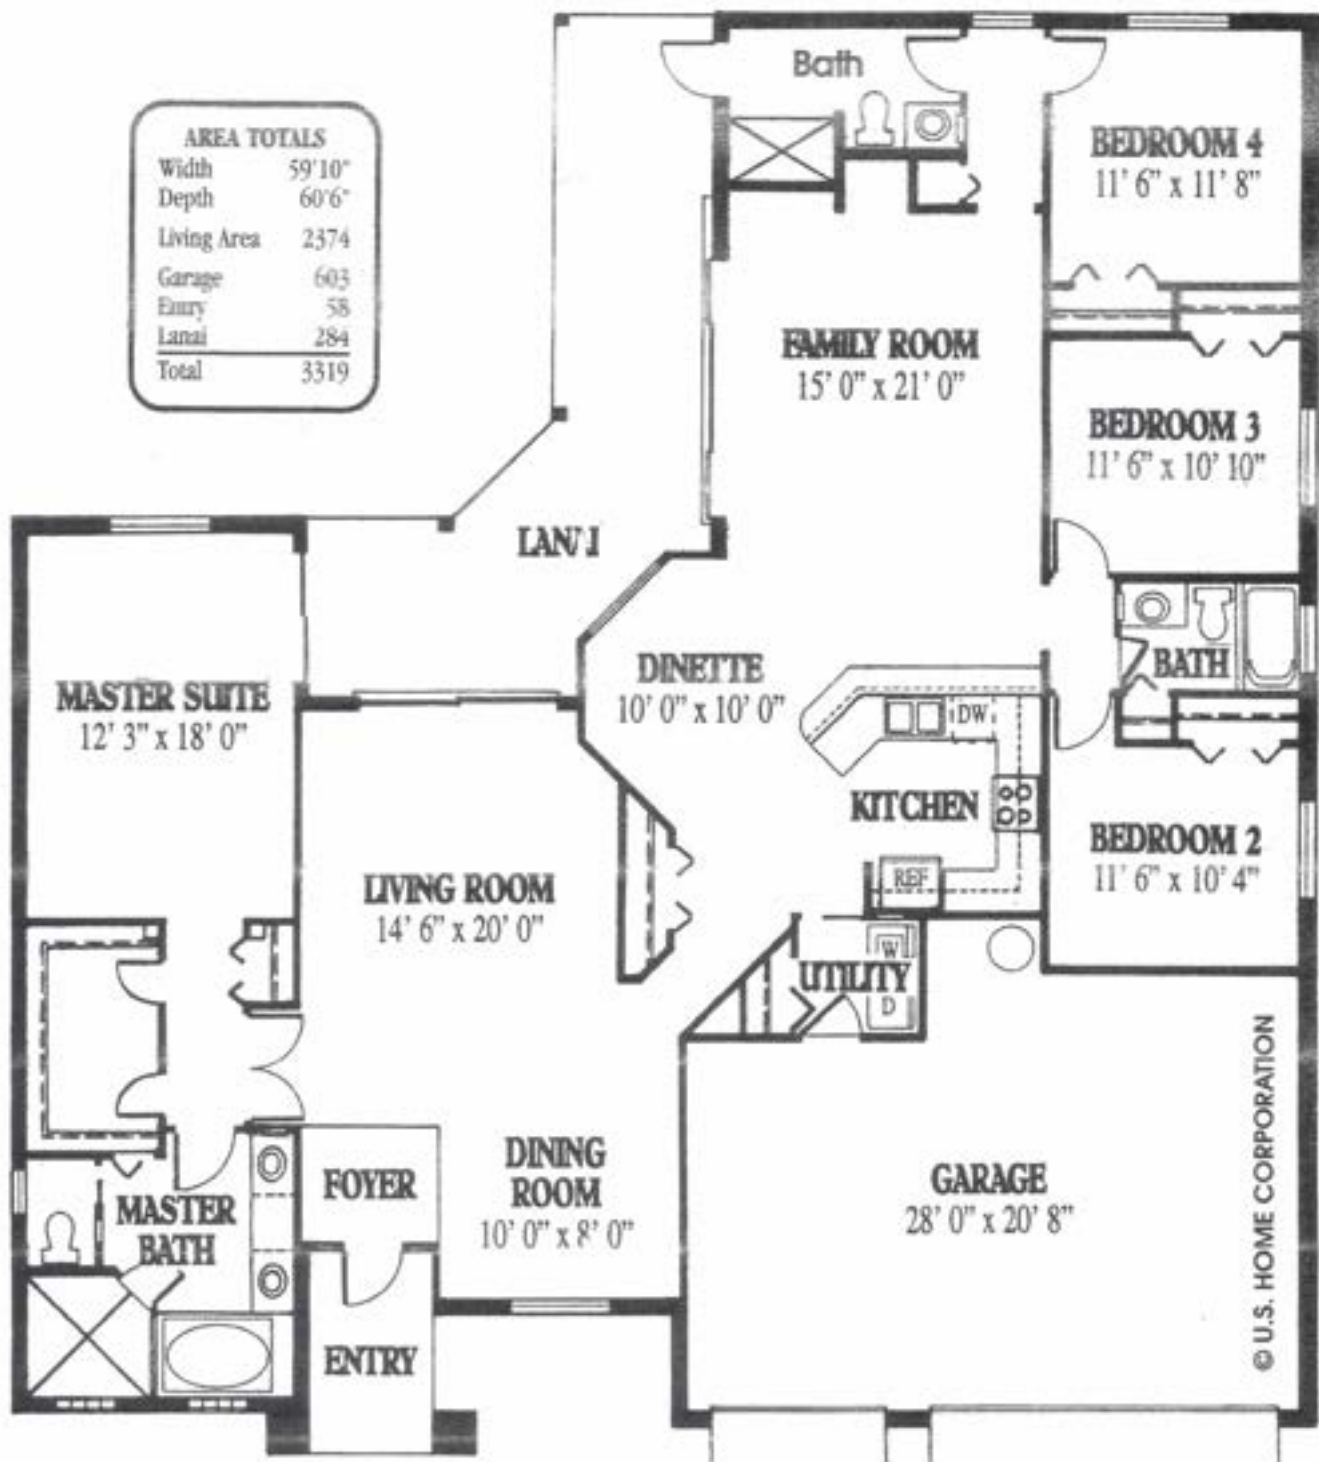 Bath
AREA TOTALS
Width 59'10"
Depth 60'6"
Living Area 2374
Garage 603
Entry 58
Lanai 284
Total 3319
BEDROOM 4
11' 6" x 11' 8"
FAMILY ROOM
15' 0" x 21' 0"
BEDROOM 3
11' 6" x 10' 10"
LANAI
DINETTE
10' 0" x 10' 0"
BATH
MASTER SUITE
12' 3" x 18' 0"
DW
KITCHEN
BEDROOM 2
11' 6" x 10' 4"
REF
LIVING ROOM
14' 6" x 20' 0"
W
UTILITY
D
DINING
ROOM
10' 0" x 8' 0"
FOYER
GARAGE
28' 0" x 20' 8"
MASTER
BATH
ENTRY
© U.S. HOME CORPORATION